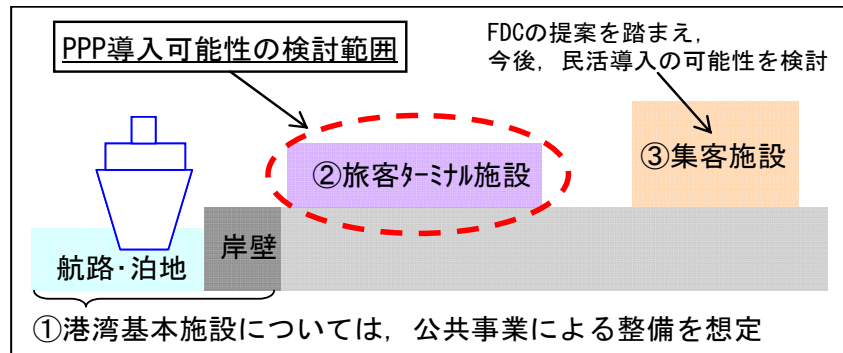 PPP導入可能性の検討範囲
FDCの提案を踏まえ,
今後, 民活導入の可能性を検討
②旅客ﾀｰﾐﾅﾙ施設
③集客施設
岸壁
航路･泊地
①港湾基本施設については, 公共事業による整備を想定